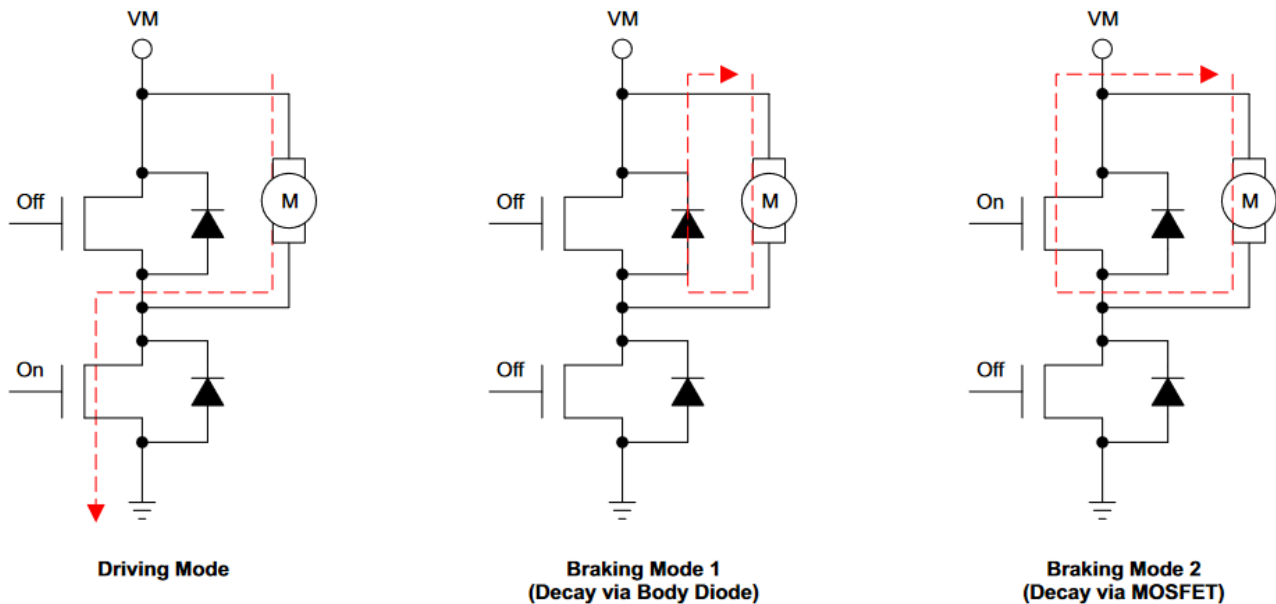 VM
VM
VM
Off
M
M
On
M
On
Off
Off
Driving Mode
Braking Mode 1
(Decay via Body Diode)
Braking Mode 2
(Decay via MOSFET)